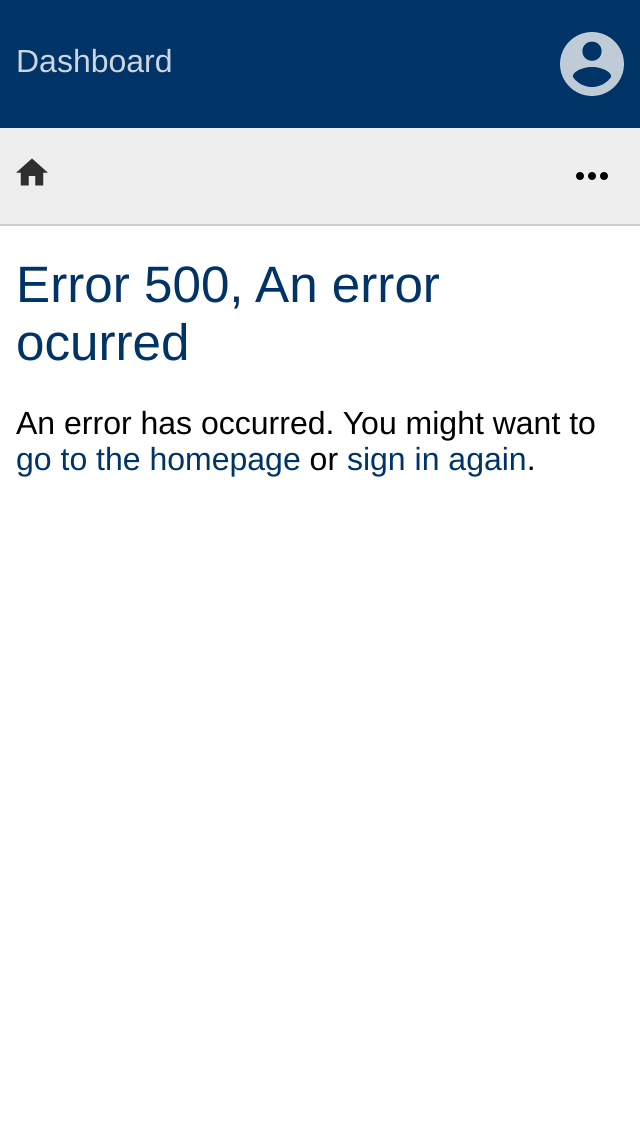 Dashboard
Error 500, An error
ocurred
An error has occurred. You might want to
go to the homepage or sign in again.